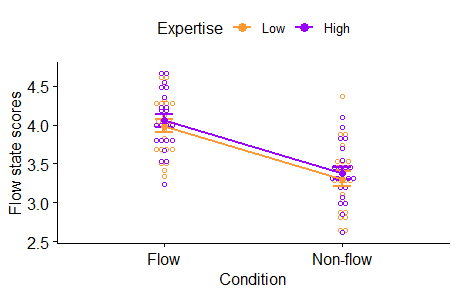 Expertise Low High
Flow state scores
4.5
4.0
3.5
3.0
2.5
Flow Non-flow
Condition